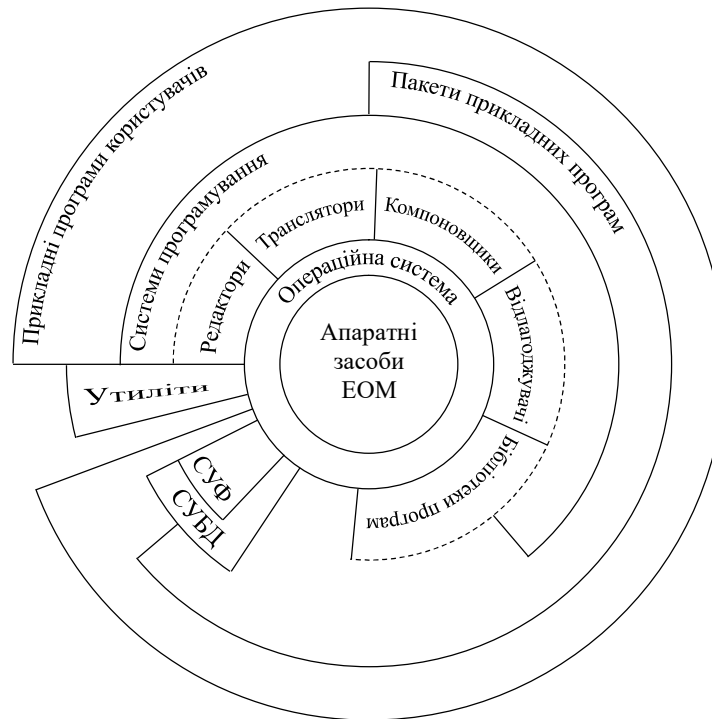 Прикладні програми користувачів
Пакети прикладних програм
Системи програмування
Редактори
Транслятори
Компоновщики
Відлагоджувачі
Бібліотеки програм
Операційна система
Апаратні
засоби
ЕОМ
Утиліти
СУФ
СУБД